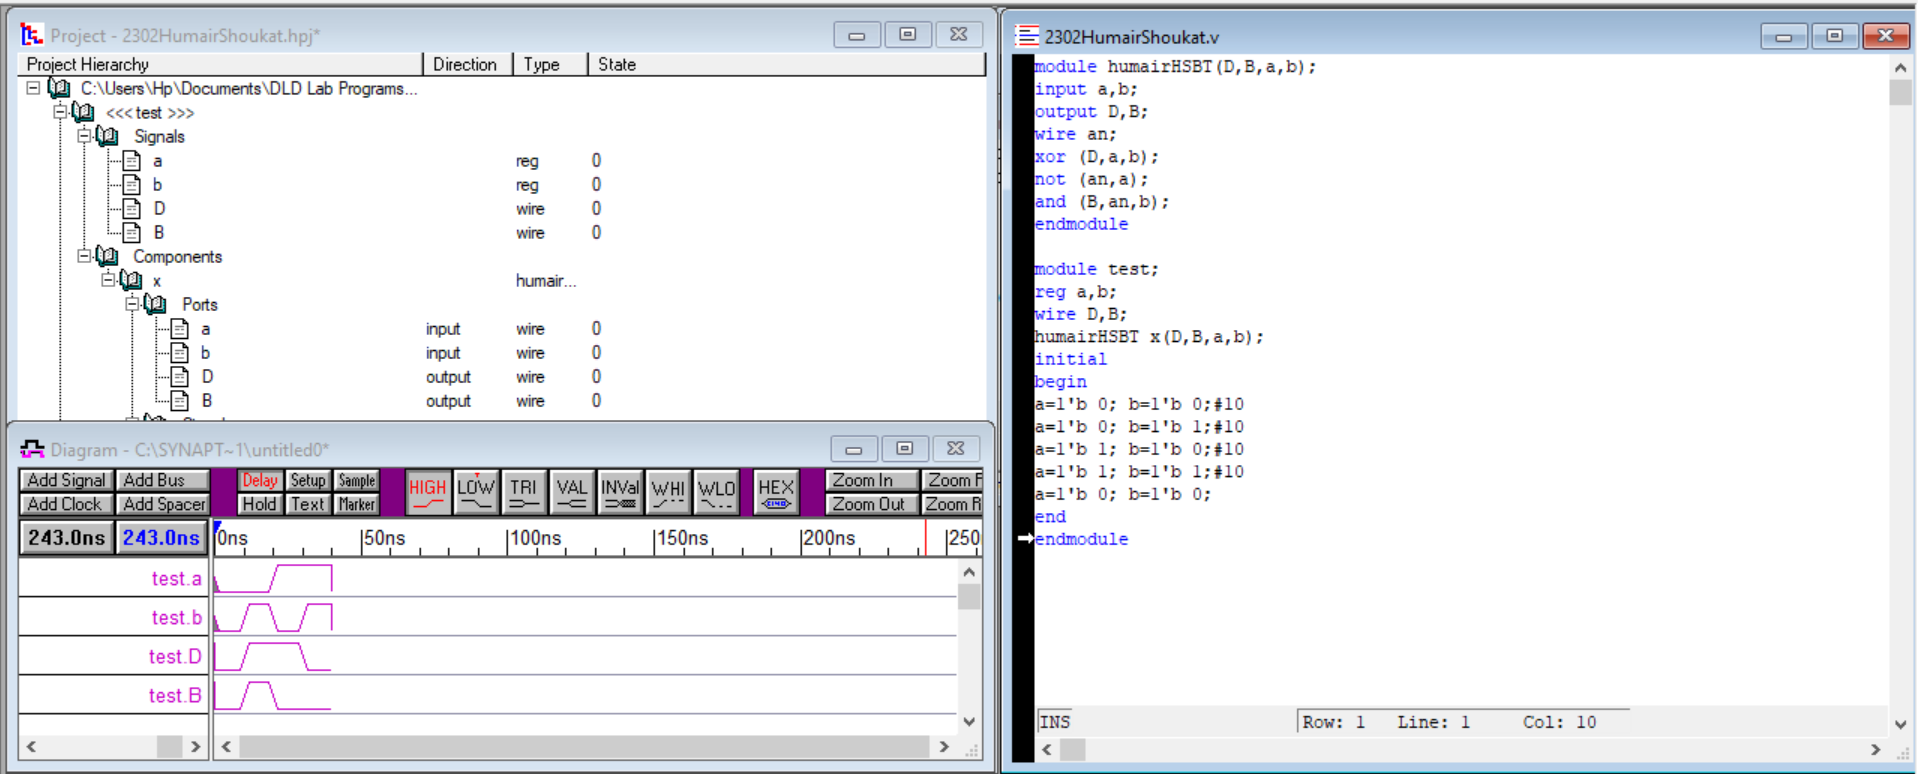 Project - 2302HumairShoukat.hpj*
Project Hierarchy Direction Type State
C:\Users\Hp\Documents\DLD Lab Programs...
<<< test >>>
Signals
a reg 0
b reg 0
D wire 0
B wire 0
Components
x humair...
Ports
a input wire 0
b input wire 0
D output wire 0
B output wire 0
Diagram - C:\SYNAPT~1\untitled0*
Add Signal Add Bus Delay Setup Sample HIGH LOW TRI VAL INVal WHI WLO HEX Zoom In Zoom F
Add Clock Add Spacer Hold Text Marker Zoom Out Zoom R
243.0ns 243.0ns 0ns 50ns 100ns 150ns 200ns 250
test.a
test.b
test.D
test.B
2302HumairShoukat.v
module humairHSBT(D,B,a,b);
input a,b;
output D,B;
wire an;
xor (D,a,b);
not (an,a);
and (B,an,b);
endmodule
module test;
reg a,b;
wire D,B;
humairHSBT x(D,B,a,b);
initial
begin
a=1'b 0; b=1'b 0;#10
a=1'b 0; b=1'b 1;#10
a=1'b 1; b=1'b 0;#10
a=1'b 1; b=1'b 1;#10
a=1'b 0; b=1'b 0;
end
endmodule
INS Row: 1 Line: 1 Col: 10